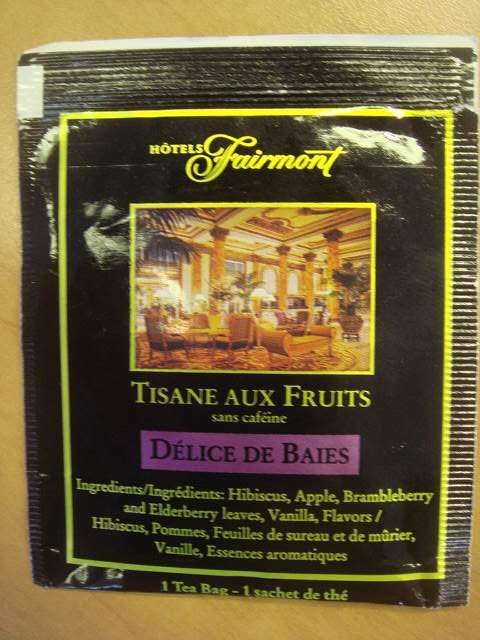 HÔTELS Fairmont
TISANE AUX FRUITS
sans caféine
DÉLICE DE BAIES
Ingredients/Ingrédients: Hibiscus, Apple, Brambleberry
and Elderberry leaves, Vanilla, Flavors /
Hibiscus, Pommes, Feuilles de sureau et de mûrier,
Vanille, Essences aromatiques
1 Tea Bag - 1 sachet de thé